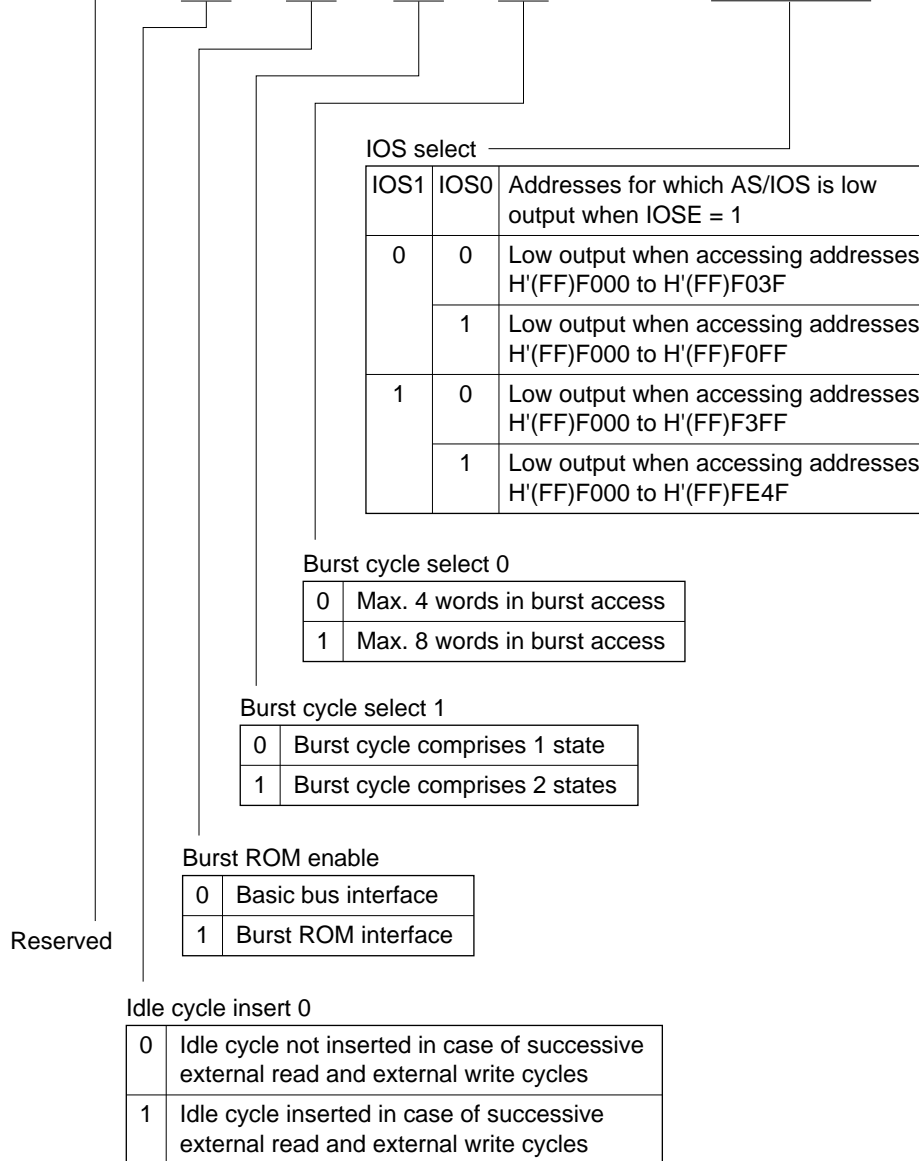 IOS select
IOS1 IOS0 Addresses for which AS/IOS is low
output when IOSE = 1
0 0 Low output when accessing addresses
H'(FF)F000 to H'(FF)F03F
1 Low output when accessing addresses
H'(FF)F000 to H'(FF)F0FF
1 0 Low output when accessing addresses
H'(FF)F000 to H'(FF)F3FF
1 Low output when accessing addresses
H'(FF)F000 to H'(FF)FE4F
Burst cycle select 0
0 Max. 4 words in burst access
1 Max. 8 words in burst access
Burst cycle select 1
0 Burst cycle comprises 1 state
1 Burst cycle comprises 2 states
Burst ROM enable
0 Basic bus interface
1 Burst ROM interface
Reserved
Idle cycle insert 0
0 Idle cycle not inserted in case of successive
external read and external write cycles
1 Idle cycle inserted in case of successive
external read and external write cycles